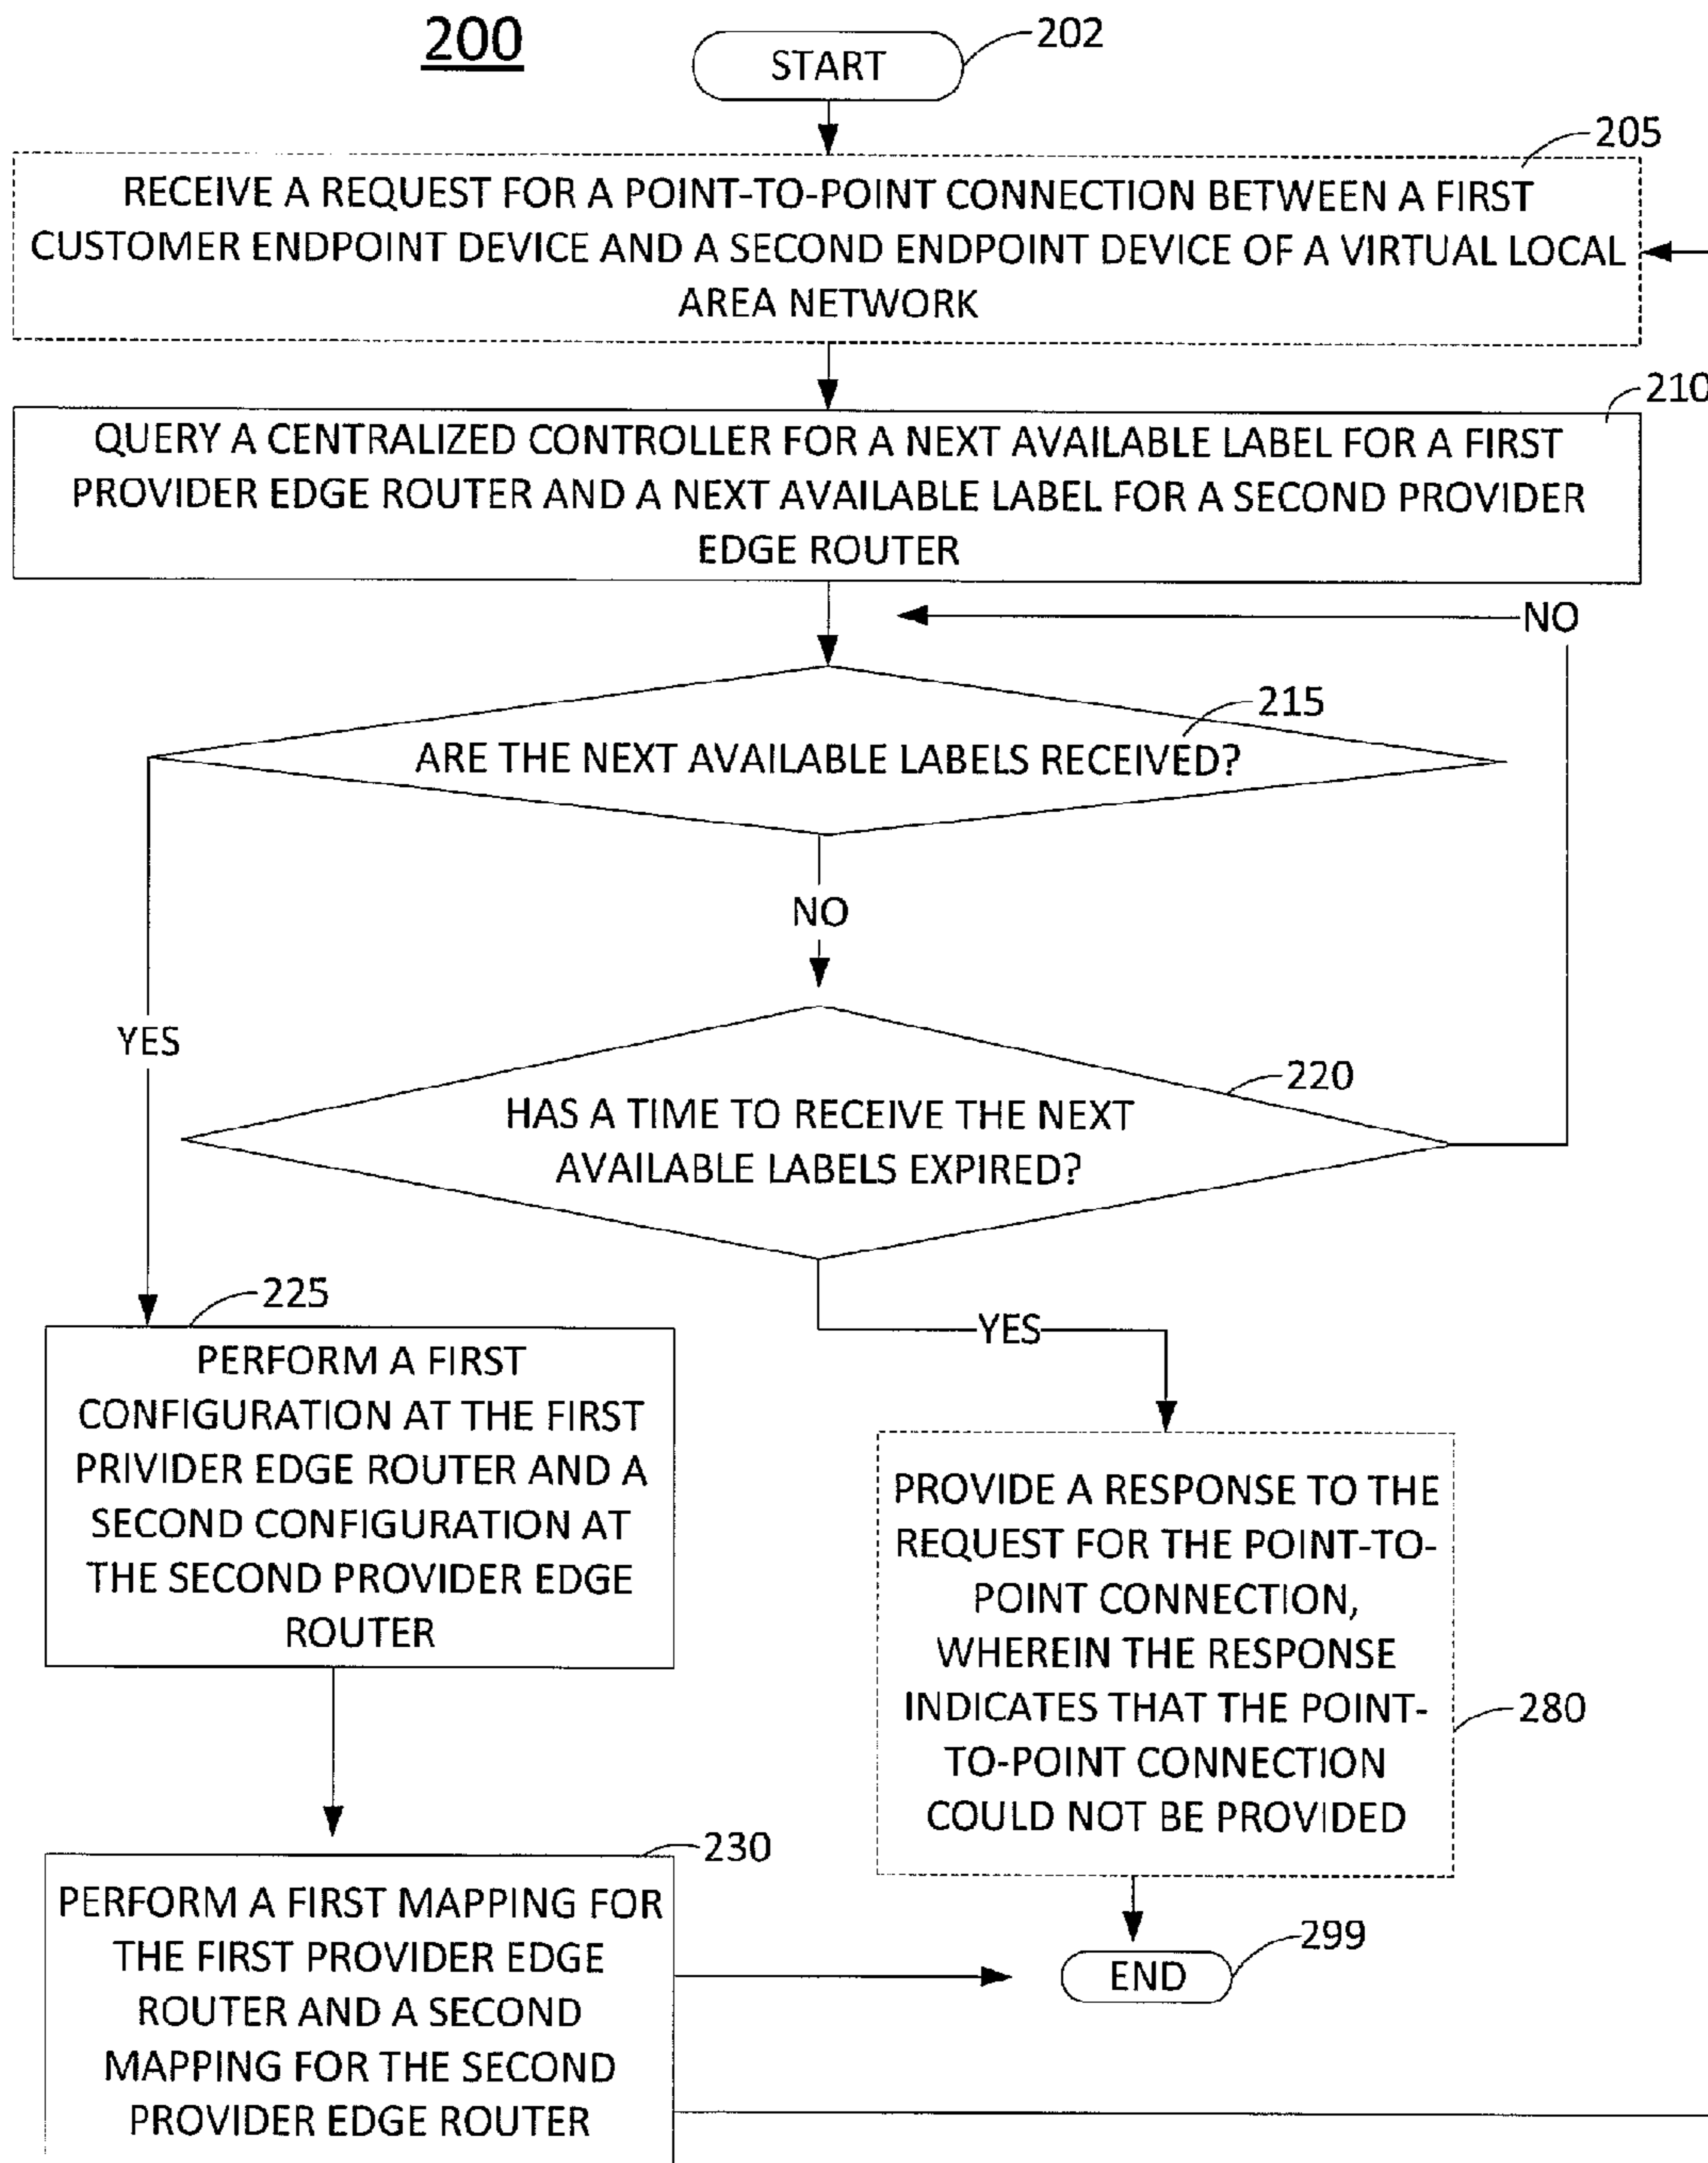 200
START
202
205
RECEIVE A REQUEST FOR A POINT-TO-POINT CONNECTION BETWEEN A FIRST
CUSTOMER ENDPOINT DEVICE AND A SECOND ENDPOINT DEVICE OF A VIRTUAL LOCAL
AREA NETWORK
210
QUERY A CENTRALIZED CONTROLLER FOR A NEXT AVAILABLE LABEL FOR A FIRST
PROVIDER EDGE ROUTER AND A NEXT AVAILABLE LABEL FOR A SECOND PROVIDER
EDGE ROUTER
NO
215
ARE THE NEXT AVAILABLE LABELS RECEIVED?
NO
YES
220
HAS A TIME TO RECEIVE THE NEXT
AVAILABLE LABELS EXPIRED?
225
YES
PERFORM A FIRST
CONFIGURATION AT THE FIRST
PRIVIDER EDGE ROUTER AND A
SECOND CONFIGURATION AT
THE SECOND PROVIDER EDGE
ROUTER
PROVIDE A RESPONSE TO THE
REQUEST FOR THE POINT-TO-
POINT CONNECTION,
WHEREIN THE RESPONSE
INDICATES THAT THE POINT-
TO-POINT CONNECTION
COULD NOT BE PROVIDED
280
230
PERFORM A FIRST MAPPING FOR
THE FIRST PROVIDER EDGE
ROUTER AND A SECOND
MAPPING FOR THE SECOND
PROVIDER EDGE ROUTER
299
END